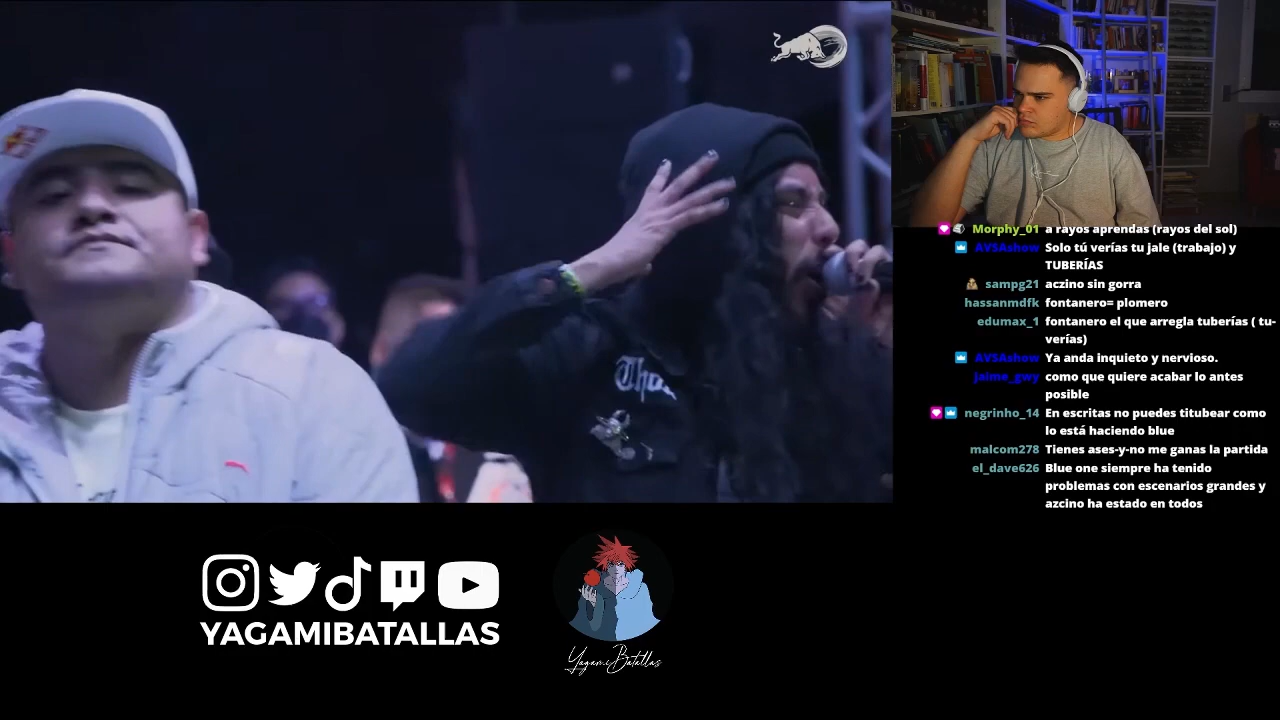 Morphy_01 a rayos aprendas (rayos del sol)
AVSAshow Solo tú verías tu jale (trabajo) y
TUBERÍAS
sampg21 aczino sin gorra
hassanmdfk fontanero= plomero
edumax_1 fontanero el que arregla tuberías ( tu-
verías)
AVSAshow Ya anda inquieto y nervioso.
jaime_gwy como que quiere acabar lo antes
posible
negrinho_14 En escritas no puedes titubear como
lo está haciendo blue
malcom278 Tienes ases-y-no me ganas la partida
el_dave626 Blue one siempre ha tenido
problemas con escenarios grandes y
azcino ha estado en todos
YAGAMIBATALLAS
YagamiBatallas